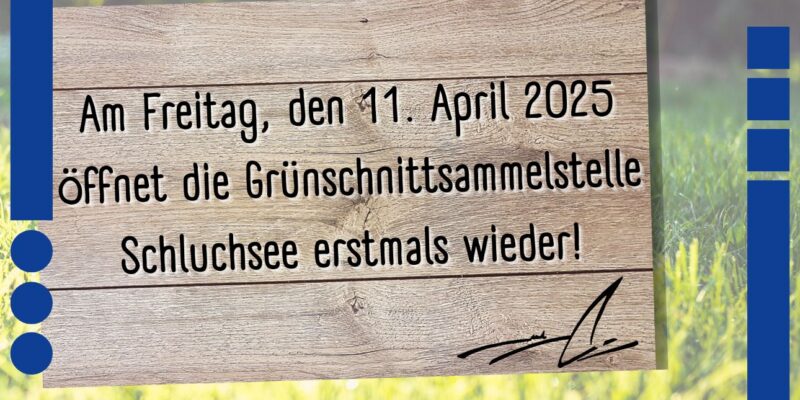 Am Freitag, den 11. April 2025
öffnet die Grünschnittsammelstelle
Schluchsee erstmals wieder!